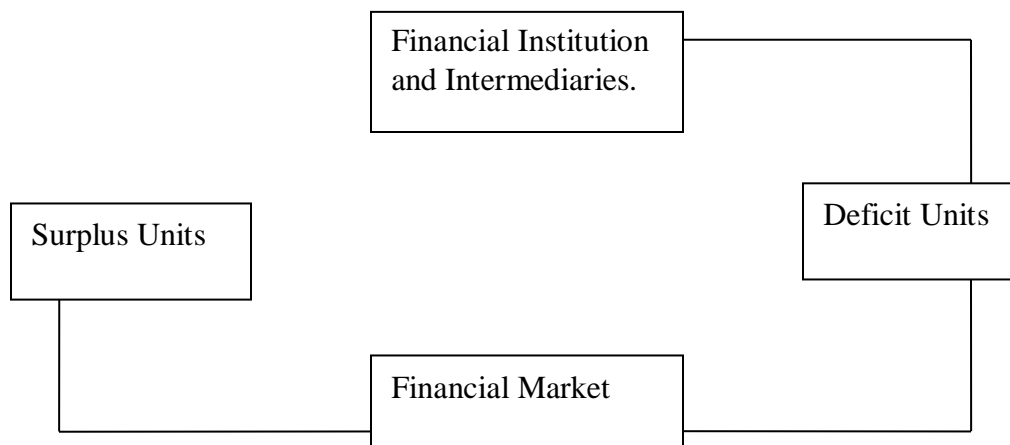 Financial Institution
and Intermediaries.
Surplus Units
Deficit Units
Financial Market